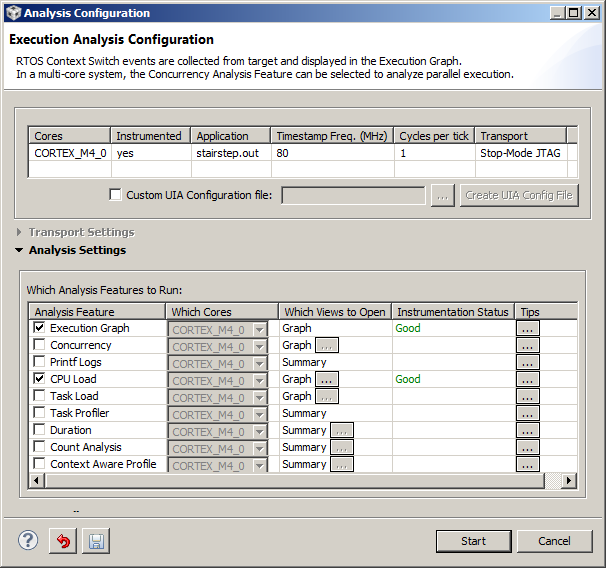 Analysis Configuration
Execution Analysis Configuration
RTOS Context Switch events are collected from target and displayed in the Execution Graph.
In a multi-core system, the Concurrency Analysis Feature can be selected to analyze parallel execution.
Cores Instrumented Application Timestamp Freq. (MHz) Cycles per tick Transport
CORTEX_M4_0 yes stairstep.out 80 1 Stop-Mode JTAG
Custom UIA Configuration file: ... Create UIA Config File
Transport Settings
Analysis Settings
Which Analysis Features to Run:
Analysis Feature Which Cores Which Views to Open Instrumentation Status Tips
Execution Graph CORTEX_M4_0 Graph Good ...
Concurrency CORTEX_M4_0 Graph ... ...
Printf Logs CORTEX_M4_0 Summary ...
CPU Load CORTEX_M4_0 Graph ... Good ...
Task Load CORTEX_M4_0 Graph ... ...
Task Profiler CORTEX_M4_0 Summary ...
Duration CORTEX_M4_0 Summary ... ...
Count Analysis CORTEX_M4_0 Summary ... ...
Context Aware Profile CORTEX_M4_0 Summary ... ...
? Start Cancel